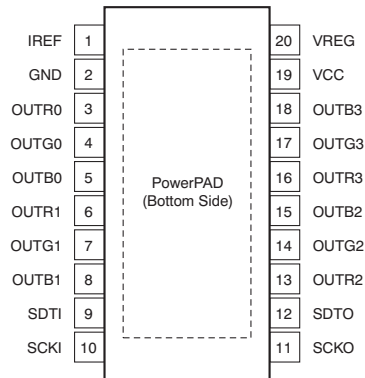 IREF 1 20 VREG
GND 2 19 VCC
OUTR0 3 18 OUTB3
OUTG0 4 17 OUTG3
OUTB0 5 16 OUTR3
PowerPAD
(Bottom Side)
OUTR1 6 15 OUTB2
OUTG1 7 14 OUTG2
OUTB1 8 13 OUTR2
SDTI 9 12 SDTO
SCKI 10 11 SCKO